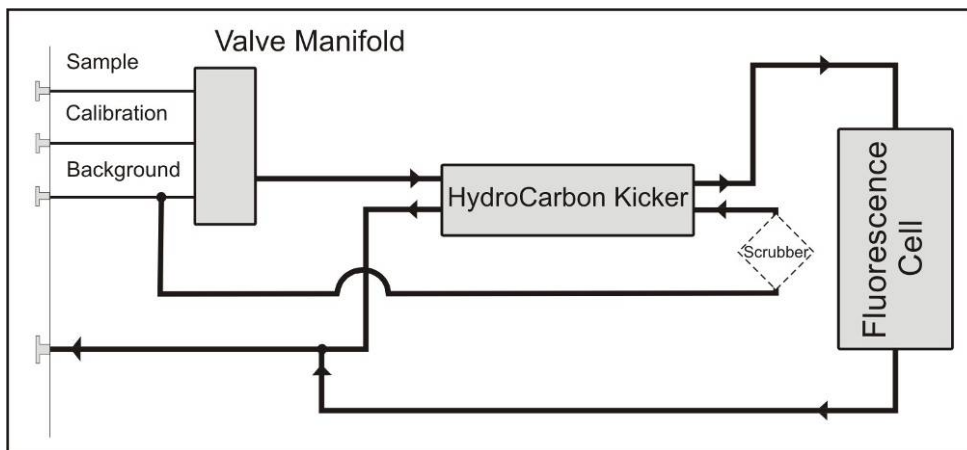 Valve Manifold
Sample
Calibration
Background
HydroCarbon Kicker
Scrubber
Fluorescence
Cell